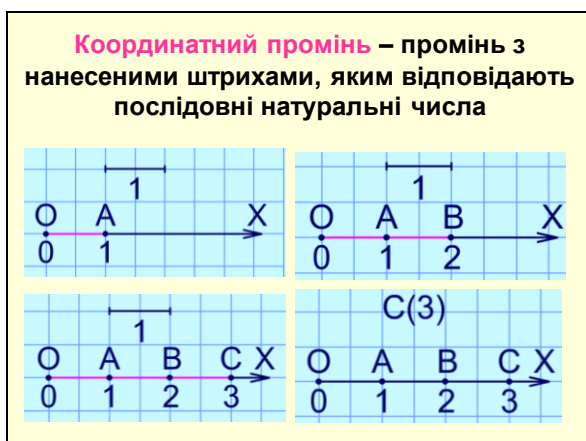 Координатний промінь – промінь з
нанесеними штрихами, яким відповідають
послідовні натуральні числа
1
O A X
0 1
1
O A B X
0 1 2
1
O A B C X
0 1 2 3
C(3)
O A B C X
0 1 2 3